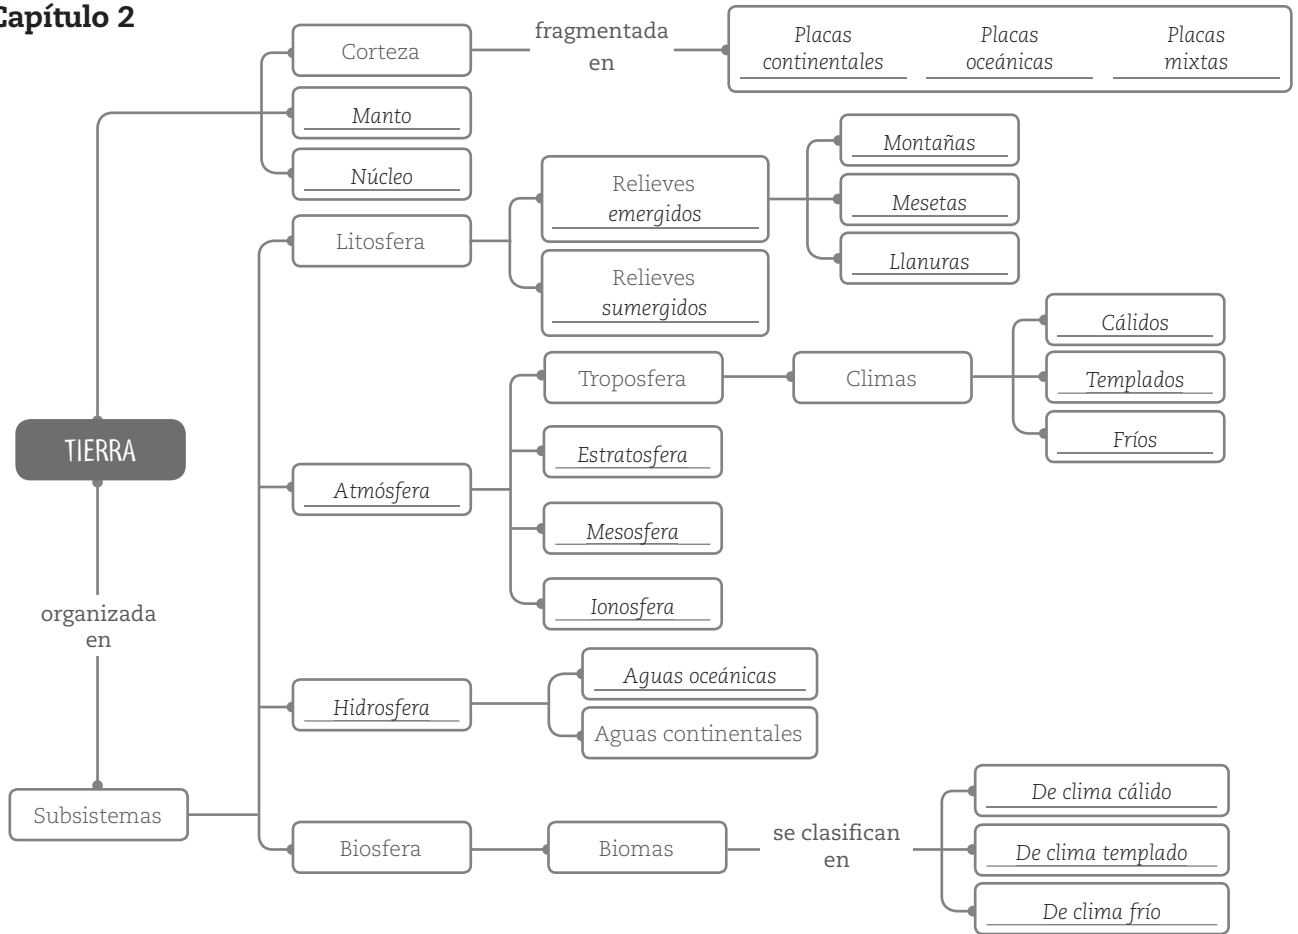 Capítulo 2
Corteza
fragmentada
en
Placas
continentales
Placas
oceánicas
Placas
mixtas
Manto
Núcleo
Litosfera
Relieves
emergidos
Montañas
Mesetas
Llanuras
Relieves
sumergidos
TIERRA
Atmósfera
Troposfera
Climas
Cálidos
Templados
Fríos
Estratosfera
Mesosfera
Ionosfera
organizada
en
Hidrosfera
Aguas oceánicas
Aguas continentales
Subsistemas
Biosfera
Biomas
se clasifican
en
De clima cálido
De clima templado
De clima frío